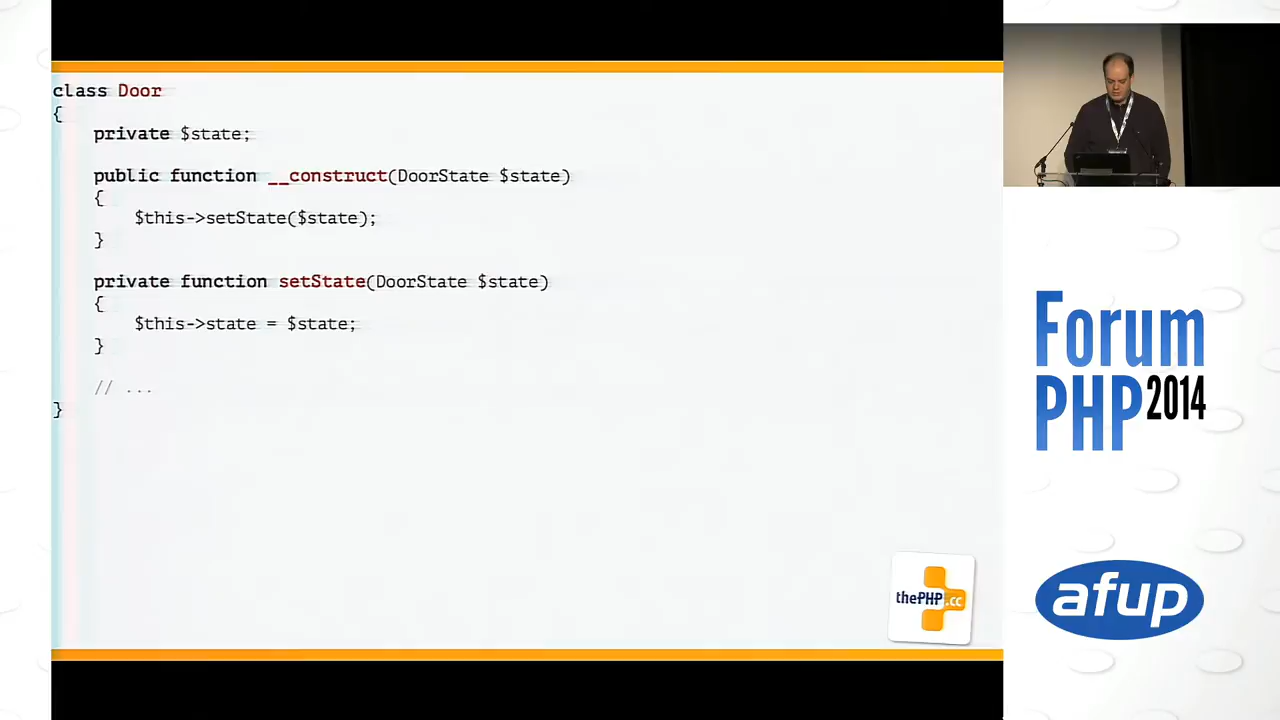 class Door
{
    private $state;

    public function __construct(DoorState $state)
    {
        $this->setState($state);
    }

    private function setState(DoorState $state)
    {
        $this->state = $state;
    }

    // ...
}
thePHP.cc
Forum
PHP 2014
afup